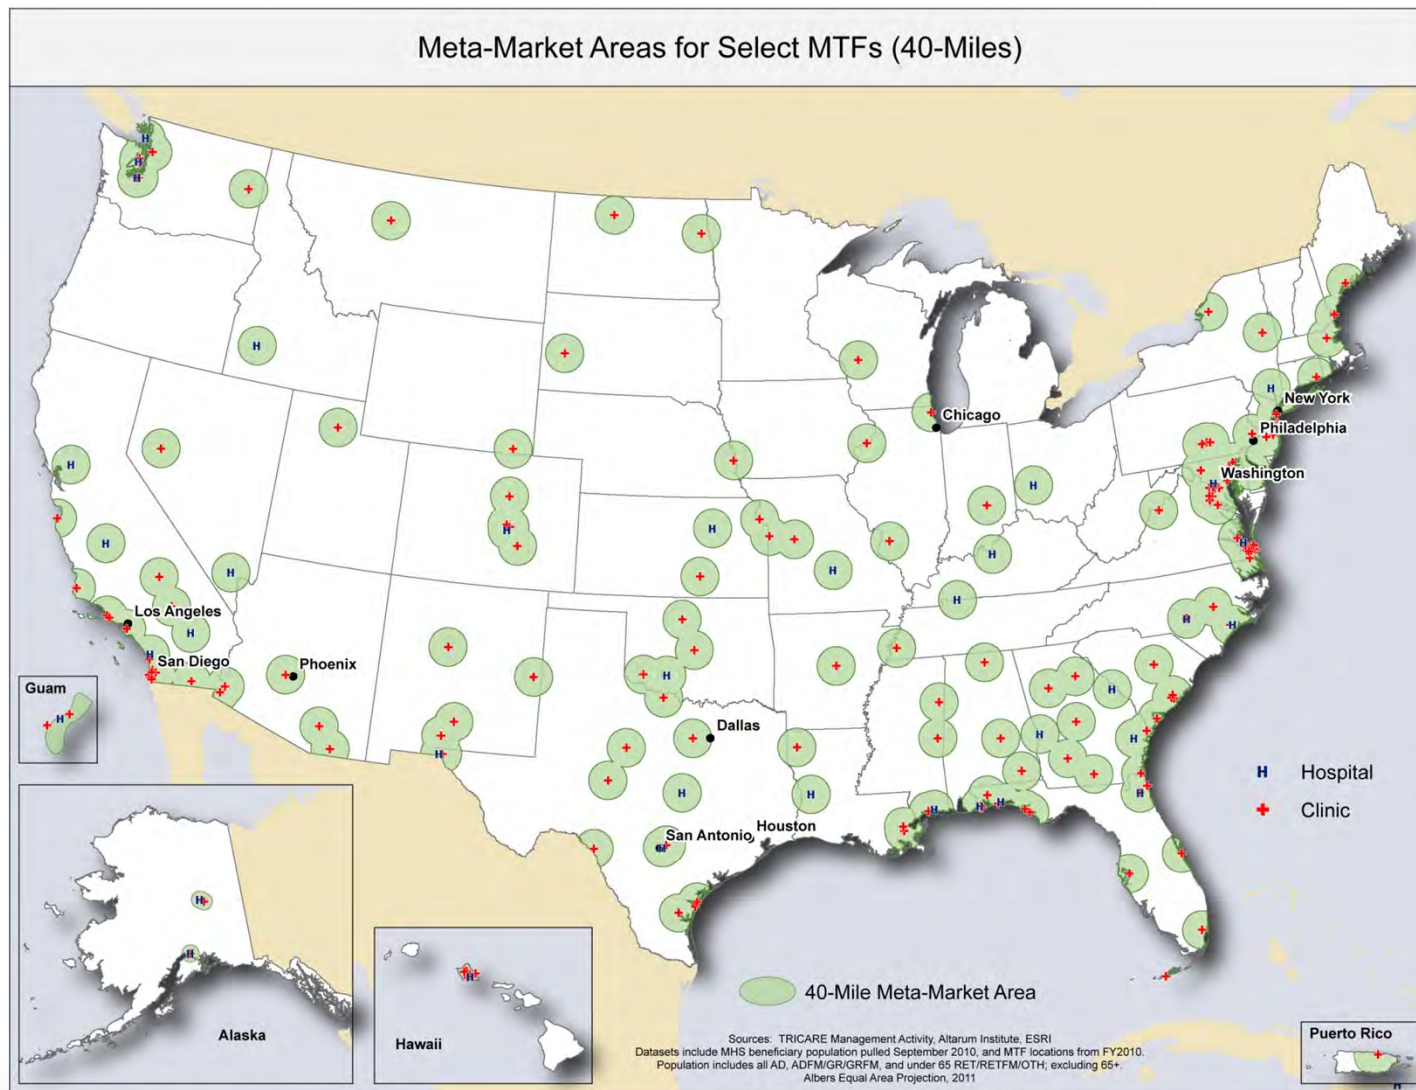 Meta-Market Areas for Select MTFs (40-Miles)
H
H
H
H
Chicago
H
New York
Philadelphia
H
H
Washington
H
H
H
H
H
H
H
H
H
Los Angeles
H
H
H
San Diego
Phoenix
H
H
Guam
H
Dallas
H
H
H
H Hospital
Clinic
H
H
H
H
H
H
San Antonio
Houston
H
H
H
H
40-Mile Meta-Market Area
Alaska
Hawaii
Sources: TRICARE Management Activity, Altarum Institute, ESRI
Datasets include MHS beneficiary population pulled September 2010, and MTF locations from FY2010.
Population includes all AD, ADFM/GR/GRFM, and under 65 RET/RETFM/OTH; excluding 65+.
Albers Equal Area Projection, 2011
Puerto Rico
H